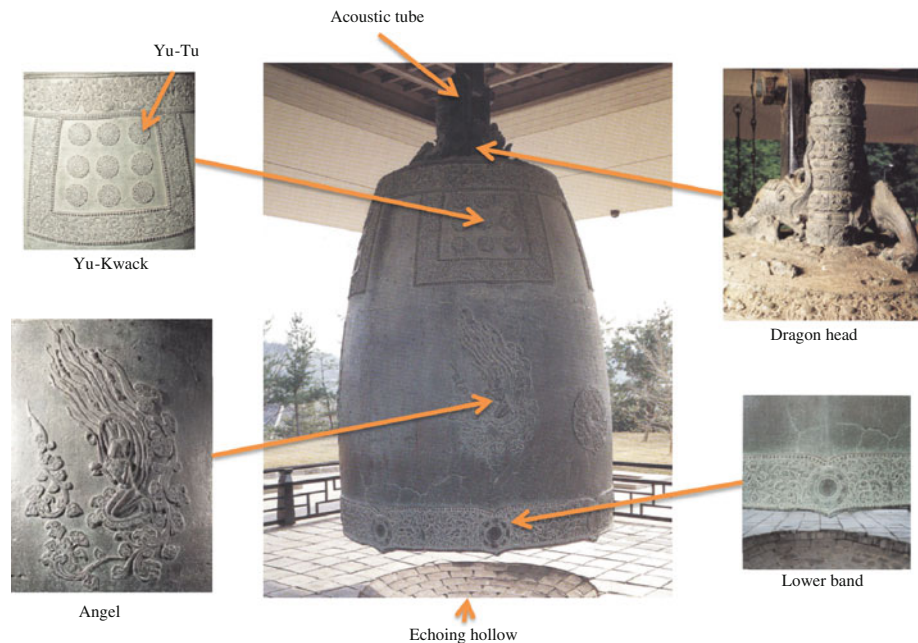 Acoustic tube
Yu-Tu
Yu-Kwack
Dragon head
Angel
Lower band
Echoing hollow